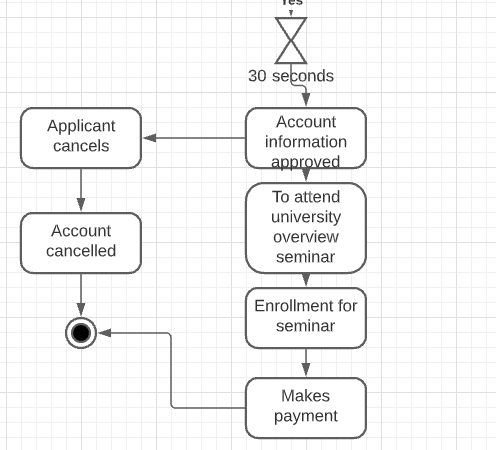 Yes
30 seconds
Applicant
cancels
Account
information
approved
To attend
university
overview
seminar
Account
cancelled
Enrollment for
seminar
Makes
payment